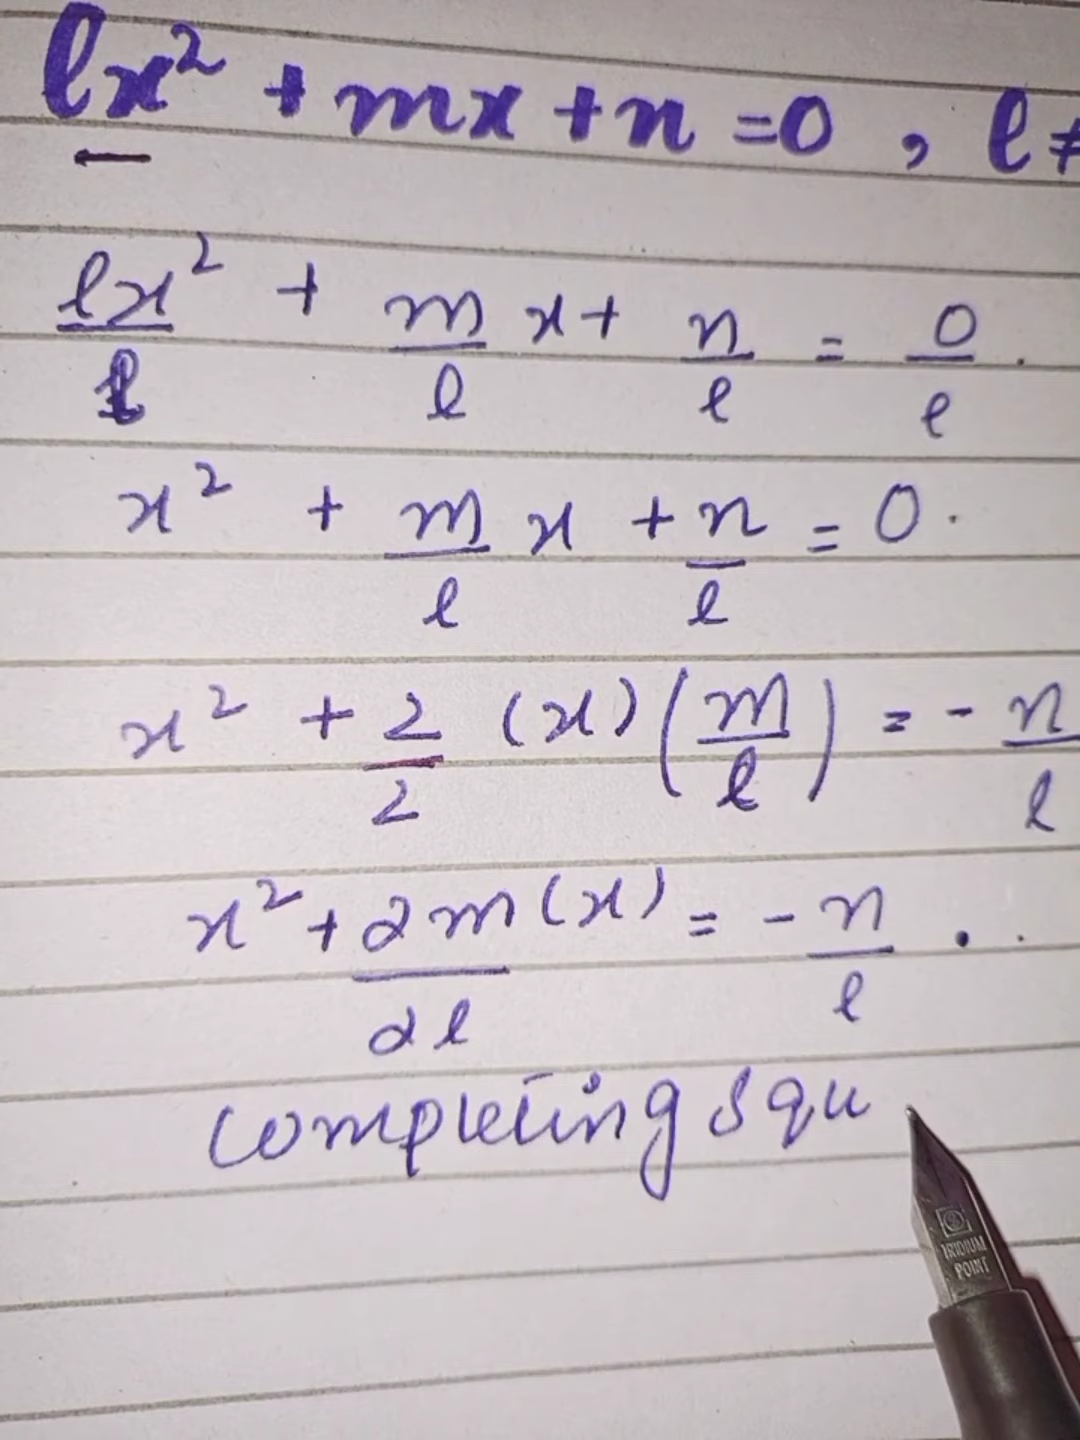 lx² + mx + n = 0 , l ≠
lx²/l + m/l x + n/l = 0/l .
x² + m/l x + n/l = 0 .
x² + 2/2 (x) (m/l) = - n/l
x² + 2m/2l (x) = - n/l .
completing squ
IRIDIUM
POINT